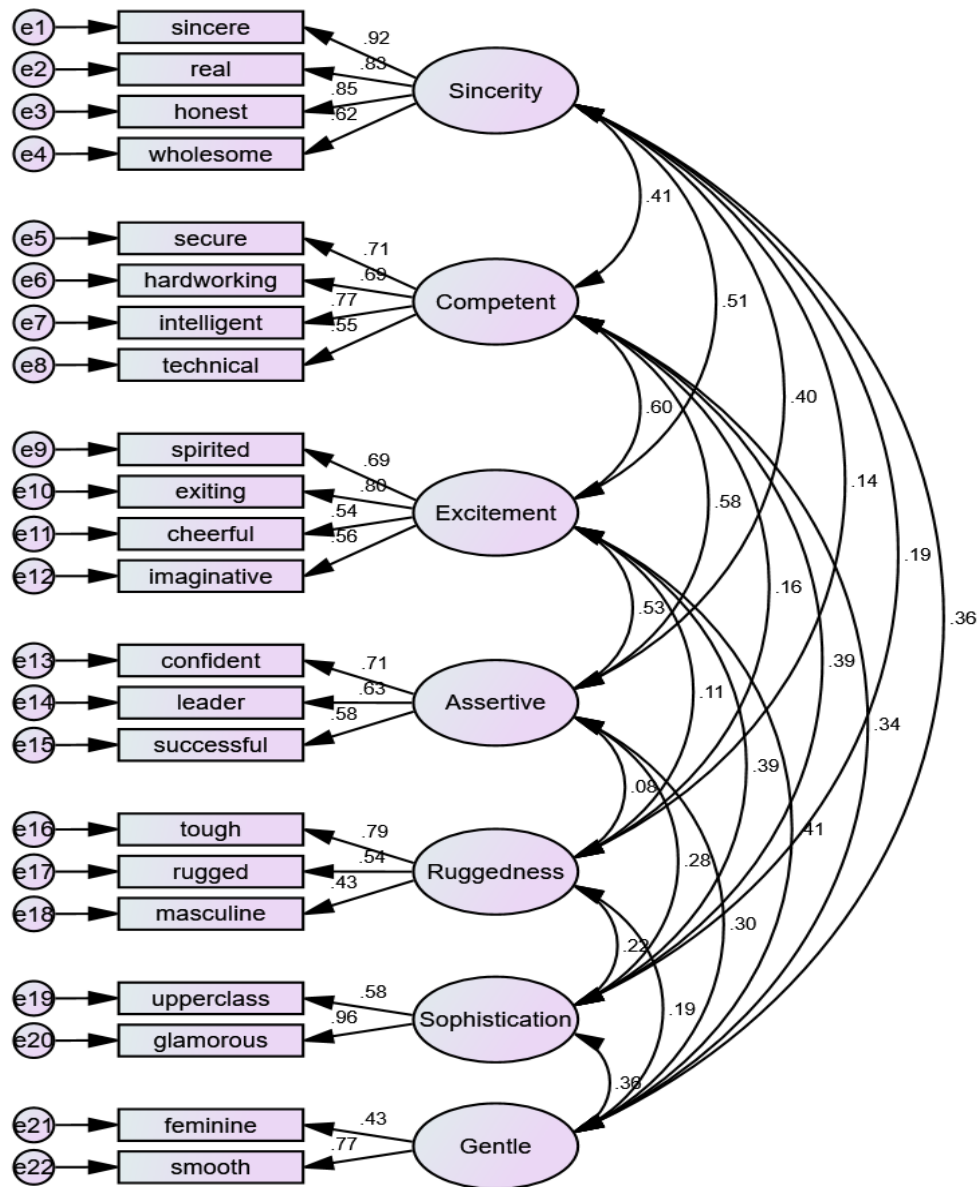 e1
sincere
.92
e2
real
.83
Sincerity
e3
honest
.85
e4
wholesome
.62
.41
e5
secure
.71
e6
hardworking
.69
Competent
.51
e7
intelligent
.77
e8
technical
.55
.40
.60
e9
spirited
.69
.14
e10
exiting
.80
Excitement
.58
e11
cheerful
.54
.19
e12
imaginative
.56
.16
.53
.36
e13
confident
.71
.39
e14
leader
.63
Assertive
.11
.34
e15
successful
.58
.39
.08
e16
tough
.79
.41
e17
rugged
.54
Ruggedness
.28
e18
masculine
.43
.30
.22
e19
upperclass
.58
.19
e20
glamorous
.96
Sophistication
.36
e21
feminine
.43
Gentle
e22
smooth
.77